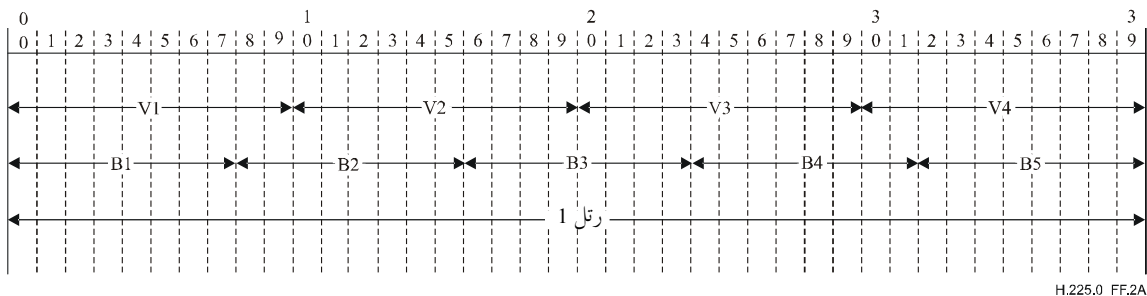 0 1 2 3 3
0 1 2 3 4 5 6 7 8 9 0 1 2 3 4 5 6 7 8 9 0 1 2 3 4 5 6 7 8 9 0 1 2 3 4 5 6 7 8 9
V1 V2 V3 V4
B1 B2 B3 B4 B5
رتل 1
H.225.0_FF.2A